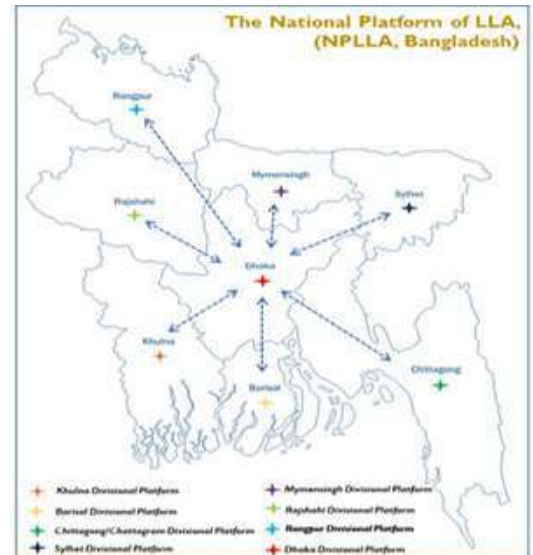 The National Platform of LLA,
(NPLLA, Bangladesh)
Rangpur
Mymensingh
Sylhet
Rajshahi
Dhaka
Khulna
Chittagong
Barisal
Khulna Divisional Platform
Barisal Divisional Platform
Chittagong/Chattagram Divisional Platform
Sylhet Divisional Platform
Mymensingh Divisional Platform
Rajshahi Divisional Platform
Rangpur Divisional Platform
Dhaka Divisional Platform